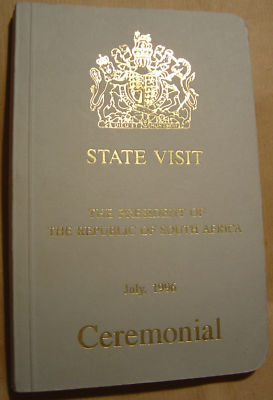 STATE VISIT
THE PRESIDENT OF
THE REPUBLIC OF SOUTH AFRICA
July, 1996
Ceremonial